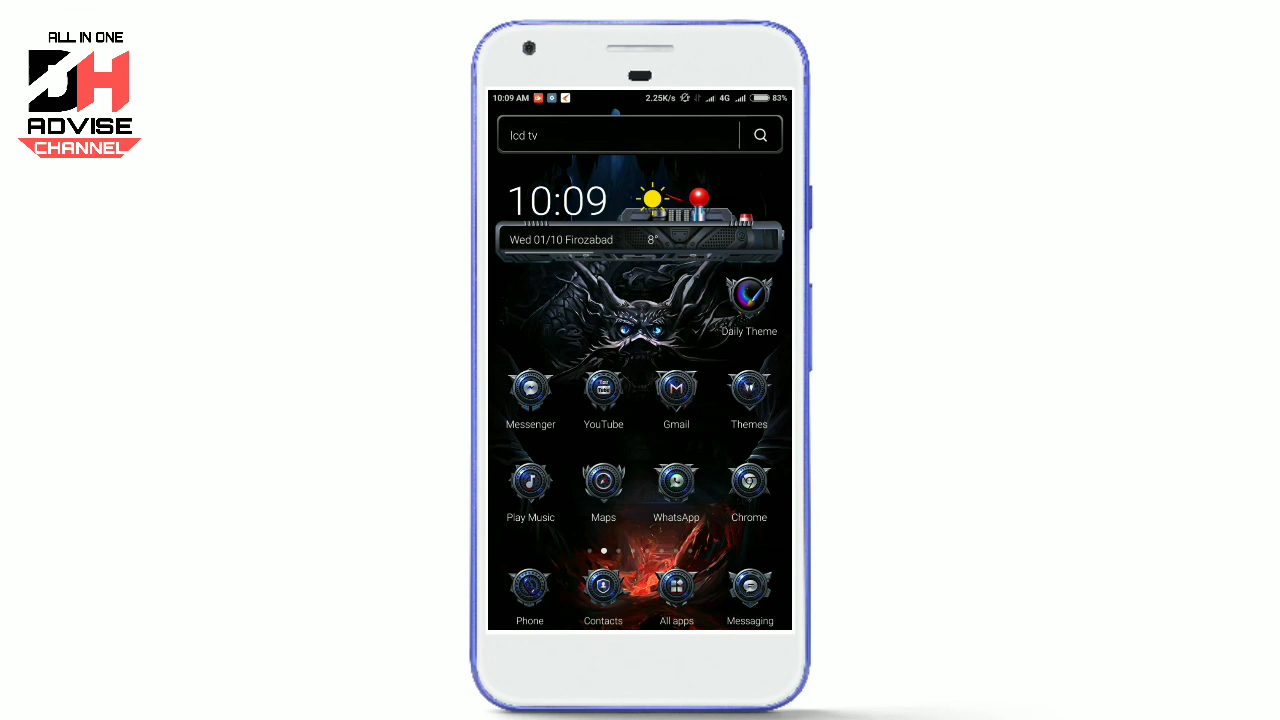 ALL IN ONE
DH
ADVISE
CHANNEL
10:09 AM 2.25K/s 4G 83%
lcd tv
10:09
Wed 01/10 Firozabad 8°
Daily Theme
Messenger YouTube Gmail Themes
Play Music Maps WhatsApp Chrome
Phone Contacts All apps Messaging